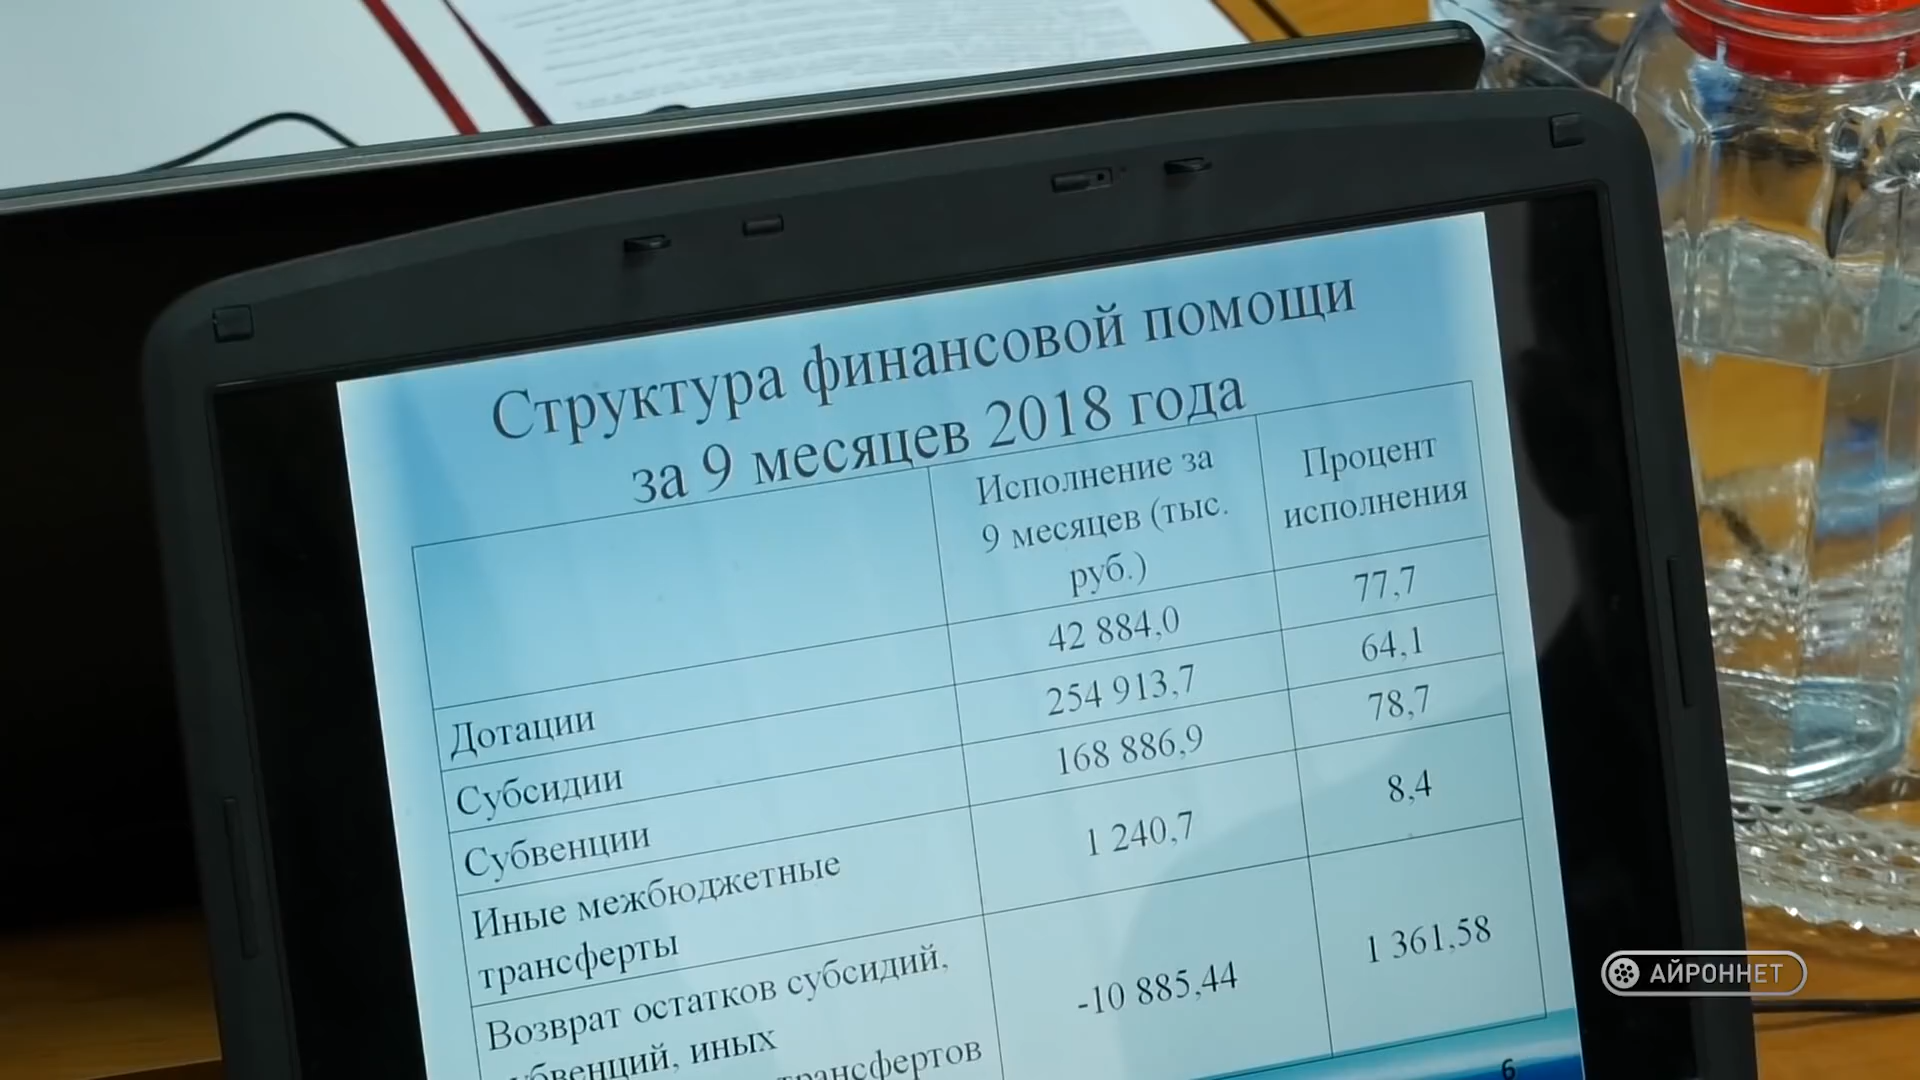 Структура финансовой помощи
за 9 месяцев 2018 года
Исполнение за
9 месяцев (тыс.
руб.)
Процент
исполнения
Дотации 42 884,0 77,7
Субсидии 254 913,7 64,1
Субвенции 168 886,9 78,7
Иные межбюджетные
трансферты 1 240,7 8,4
Возврат остатков субсидий,
иных
-10 885,44 1 361,58
6
АЙРОННЕТ